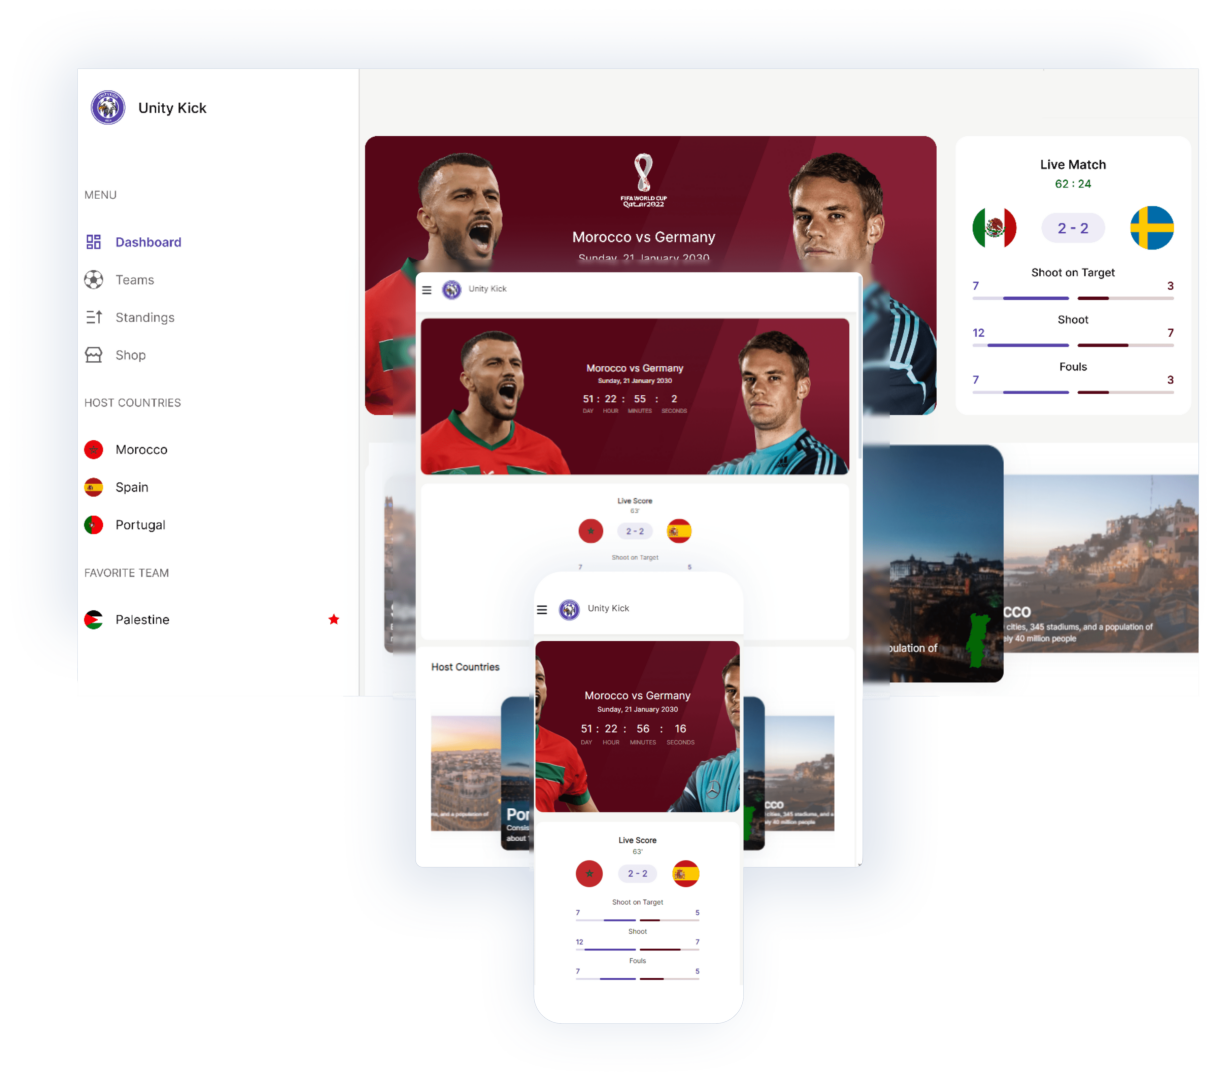 Unity Kick
MENU
Dashboard
Teams
Standings
Shop
HOST COUNTRIES
Morocco
Spain
Portugal
FAVORITE TEAM
Palestine
FIFA WORLD CUP
Qatar2022
Morocco vs Germany
Sunday, 21 January 2030
Live Match
62 : 24
2 - 2
Shoot on Target
7 3
Shoot
12 7
Fouls
7 3
pulation of
CCO
cities, 345 stadiums, and a population of
ly 40 million people
Unity Kick
Morocco vs Germany
Sunday, 21 January 2030
51 : 22 : 55 : 2
DAY HOUR MINUTES SECONDS
Live Score
63'
2 - 2
Shoot on Target
7 5
Host Countries
, and a population of
Por
Consis
about
CCO
cities, 345 stadiums, and a
ly 40 million people
Unity Kick
Morocco vs Germany
Sunday, 21 January 2030
51 : 22 : 56 : 16
DAY HOUR MINUTES SECONDS
Live Score
63'
2 - 2
Shoot on Target
7 5
Shoot
12 7
Fouls
7 5